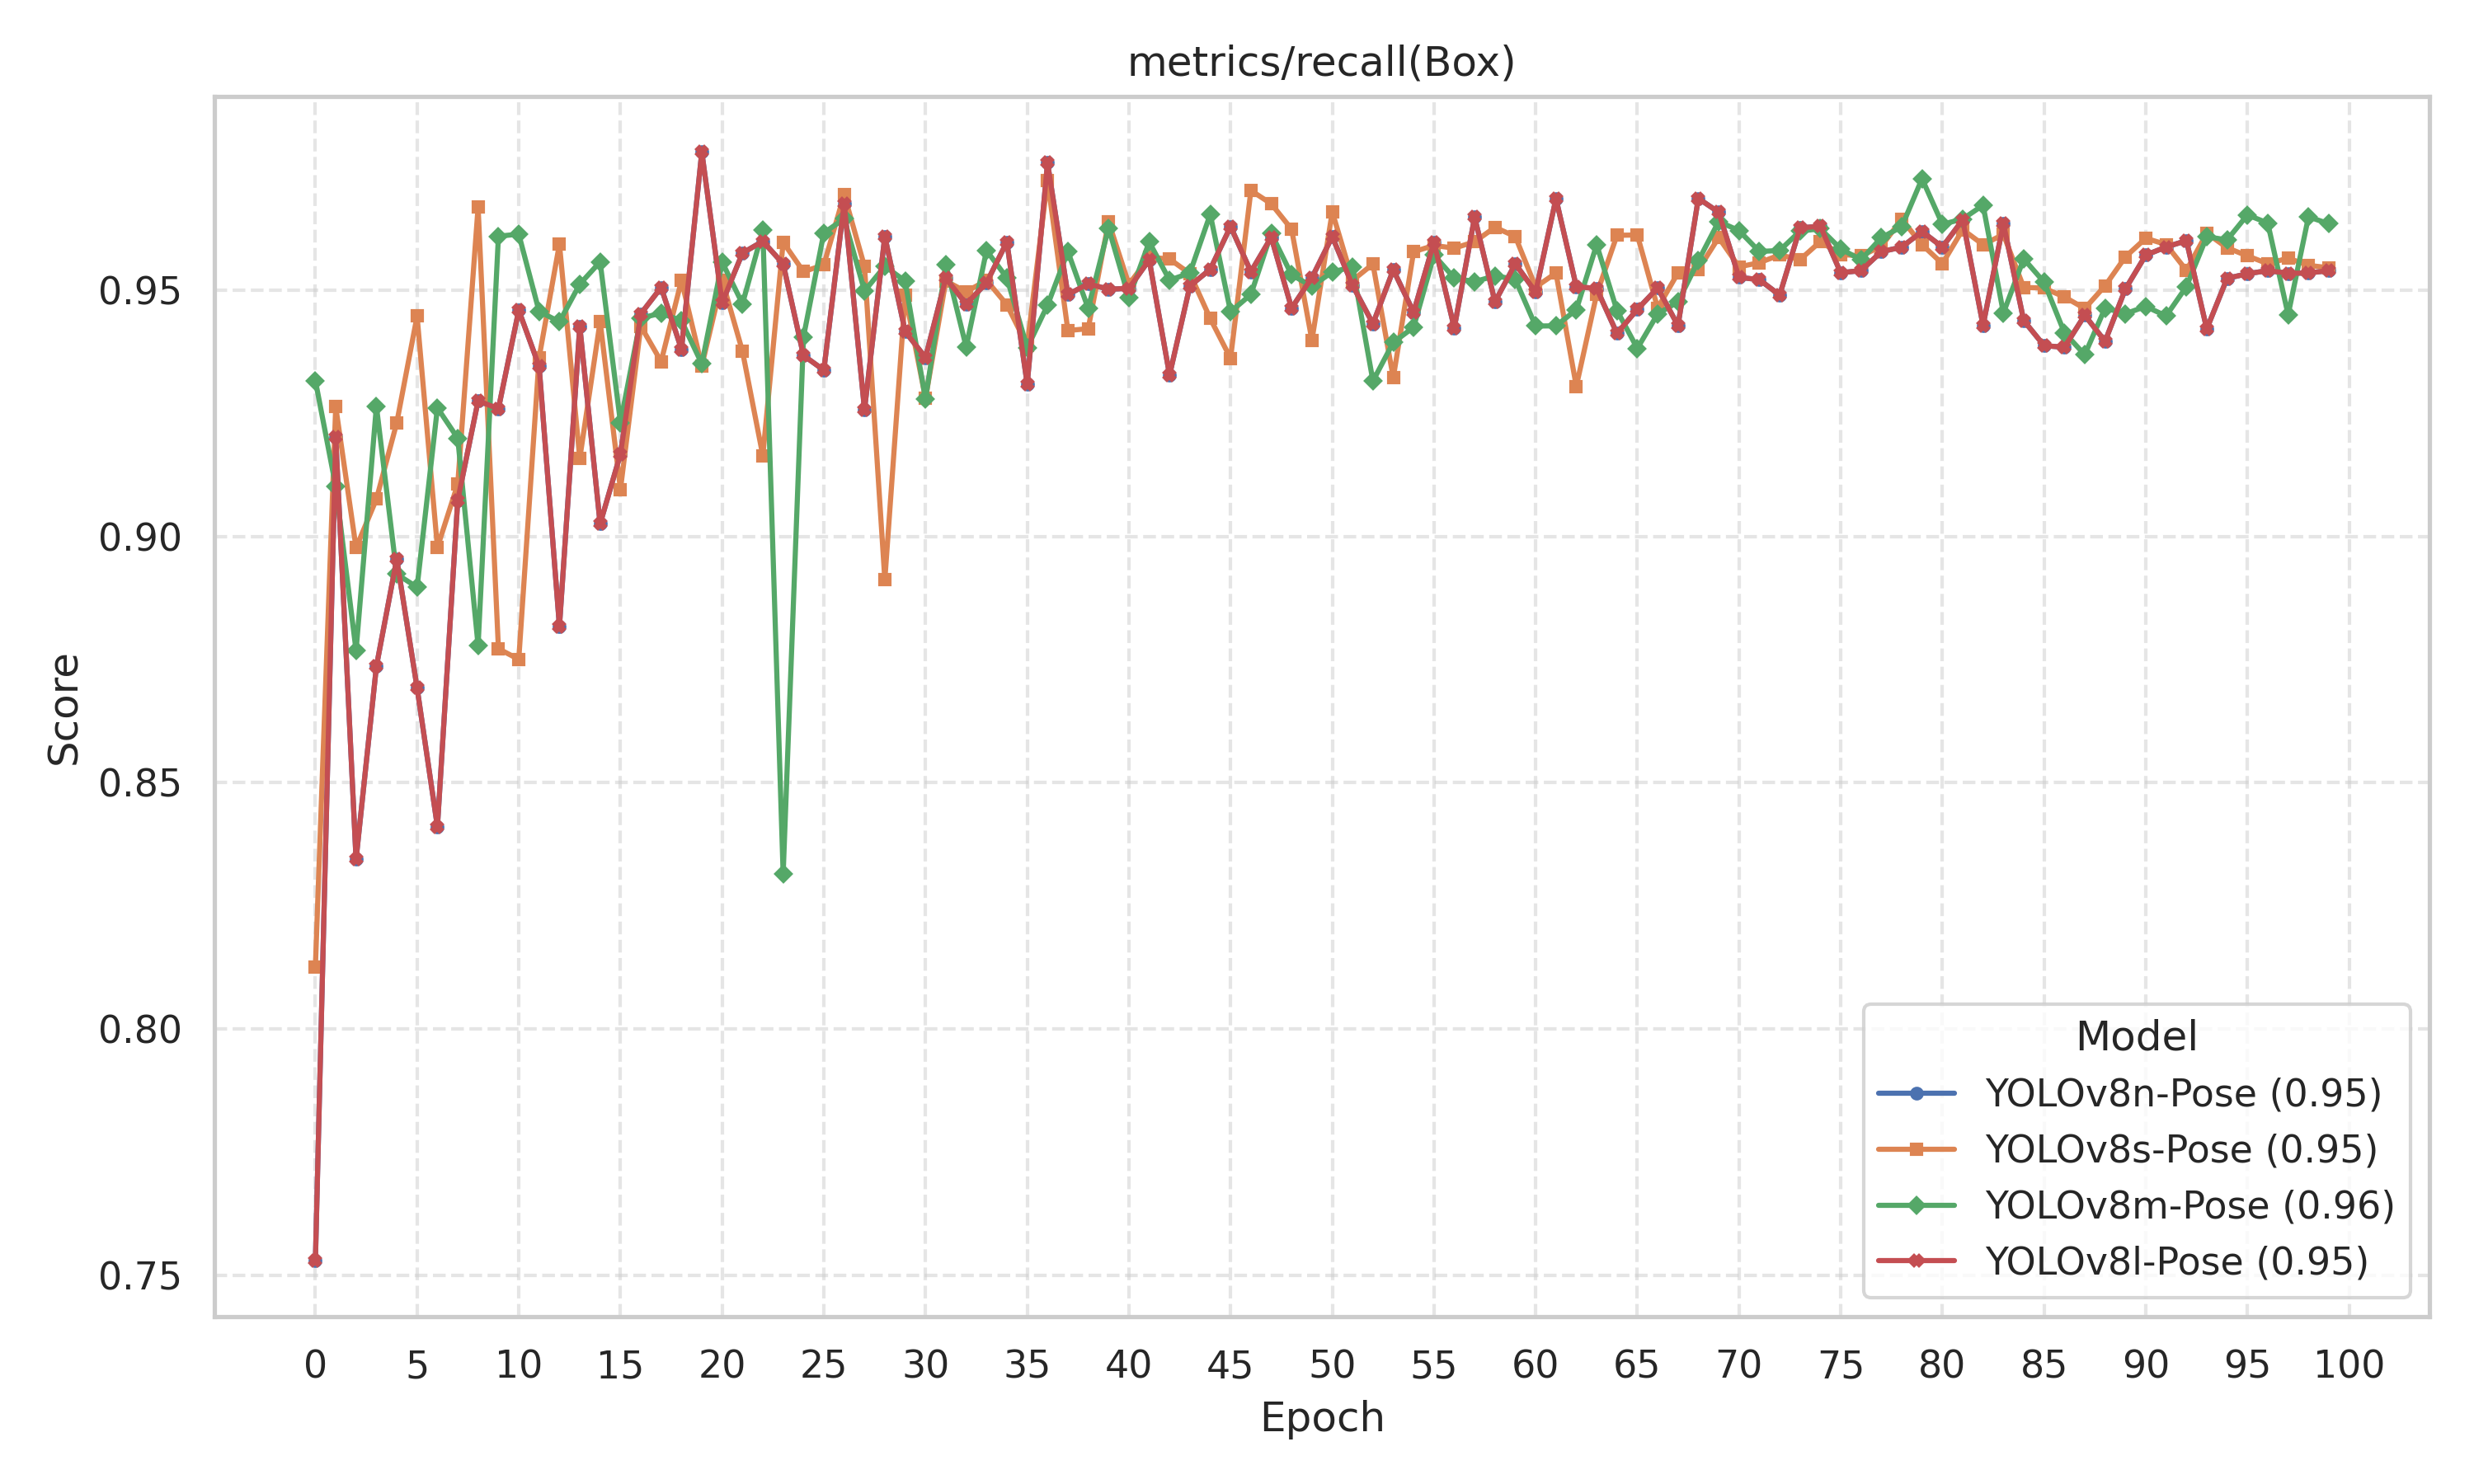 metrics/recall(Box)
Score
0.95
0.90
0.85
0.80
0.75
Model
YOLOv8n-Pose (0.95)
YOLOv8s-Pose (0.95)
YOLOv8m-Pose (0.96)
YOLOv8l-Pose (0.95)
0 5 10 15 20 25 30 35 40 45 50 55 60 65 70 75 80 85 90 95 100
Epoch